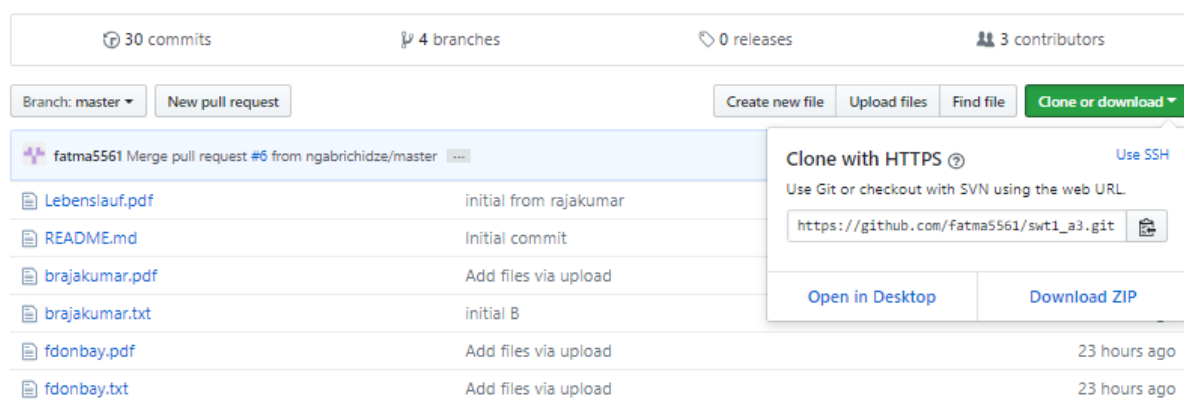 30 commits 4 branches 0 releases 3 contributors
Branch: master New pull request Create new file Upload files Find file Clone or download
fatma5561 Merge pull request #6 from ngabrichidze/master ...
Clone with HTTPS Use SSH
Use Git or checkout with SVN using the web URL.
https://github.com/fatma5561/swt1_a3.git
Open in Desktop Download ZIP
Lebenslauf.pdf initial from rajakumar
README.md Initial commit
brajakumar.pdf Add files via upload
brajakumar.txt initial B
fdonbay.pdf Add files via upload 23 hours ago
fdonbay.txt Add files via upload 23 hours ago